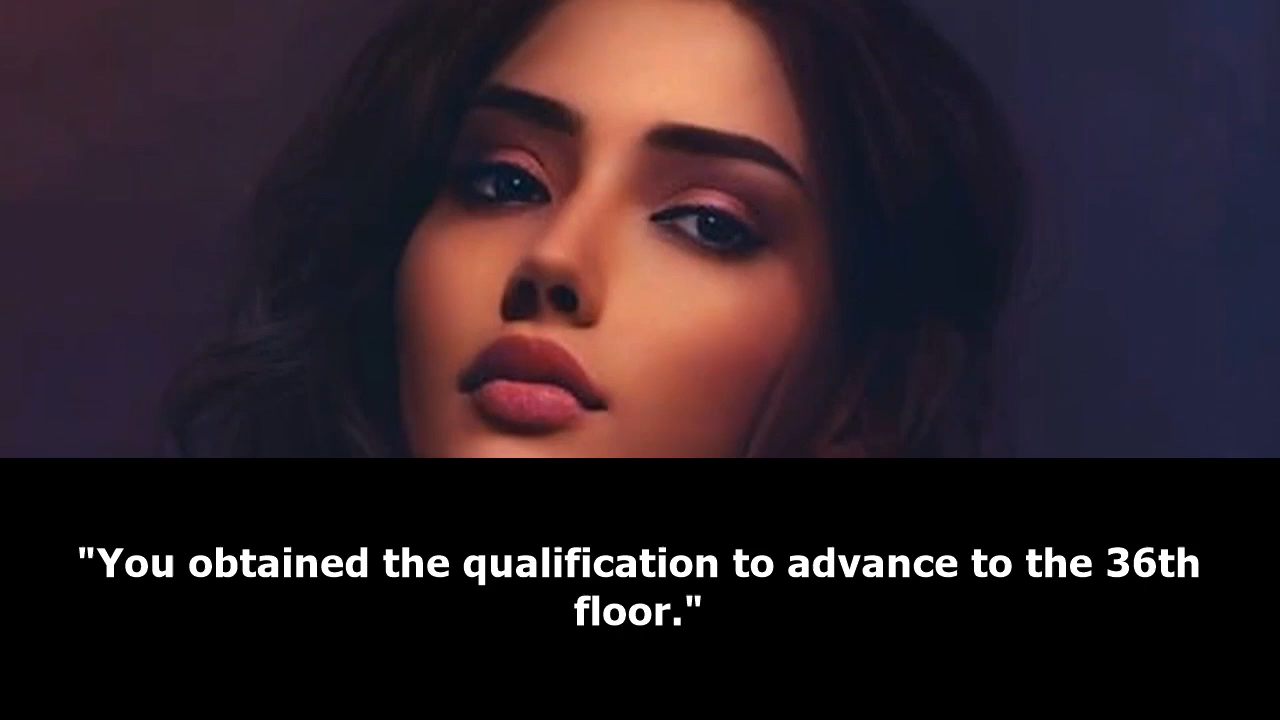 "You obtained the qualification to advance to the 36th
floor."